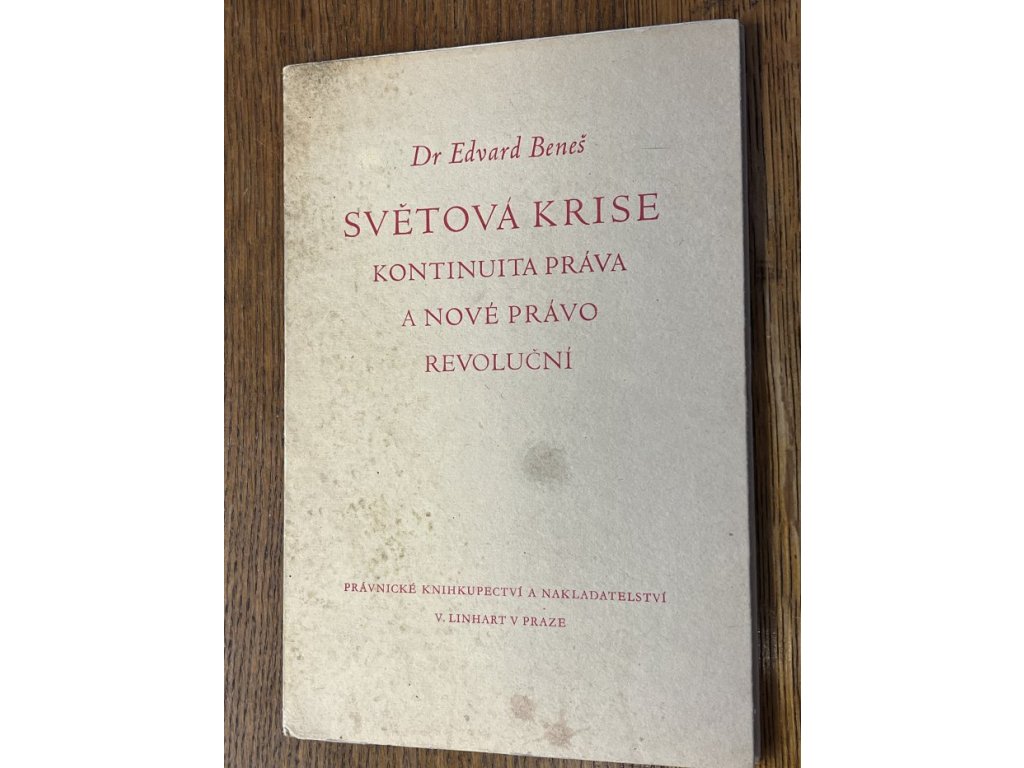 Dr Edvard Beneš
SVĚTOVÁ KRISE
KONTINUITA PRÁVA
A NOVÉ PRÁVO
REVOLUČNÍ
PRÁVNICKÉ KNIHKUPECTVÍ A NAKLADATELSTVÍ
V. LINHART V PRAZE